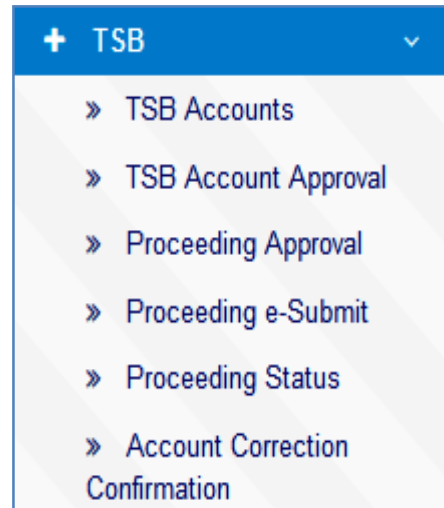 TSB
TSB Accounts
TSB Account Approval
Proceeding Approval
Proceeding e-Submit
Proceeding Status
Account Correction
Confirmation